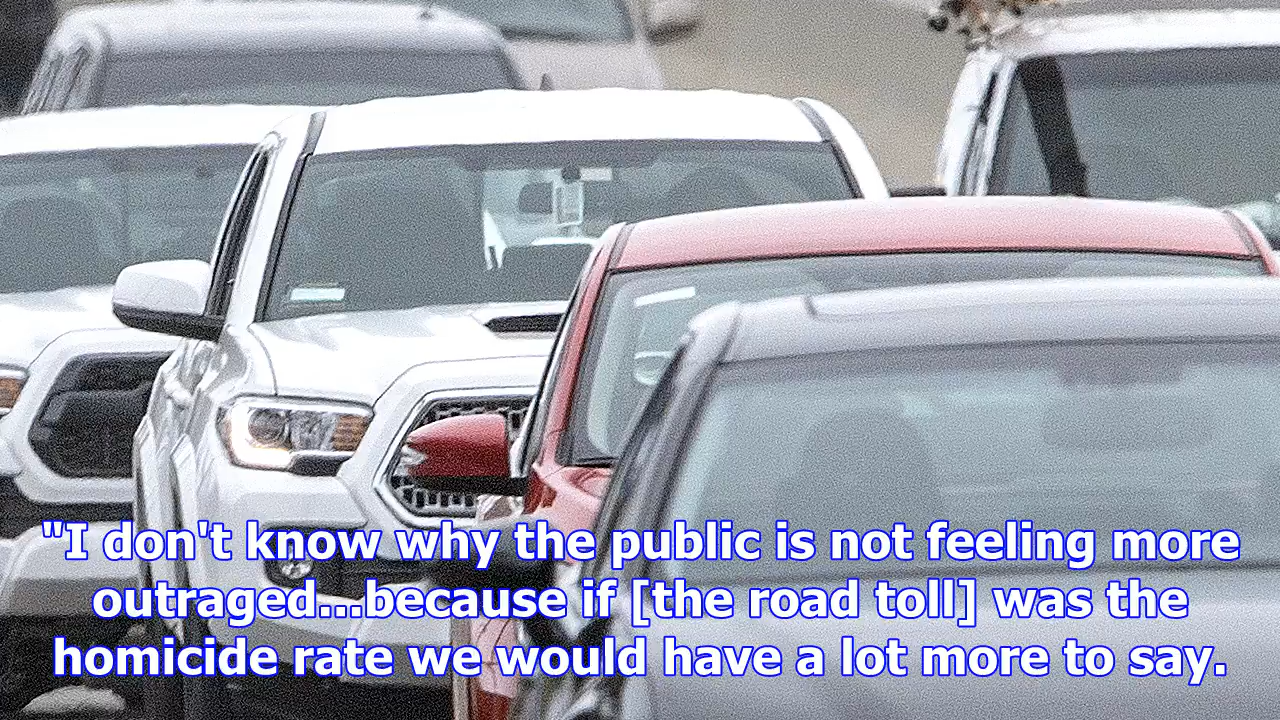 "I don't know why the public is not feeling more
outraged...because if [the road toll] was the
homicide rate we would have a lot more to say.